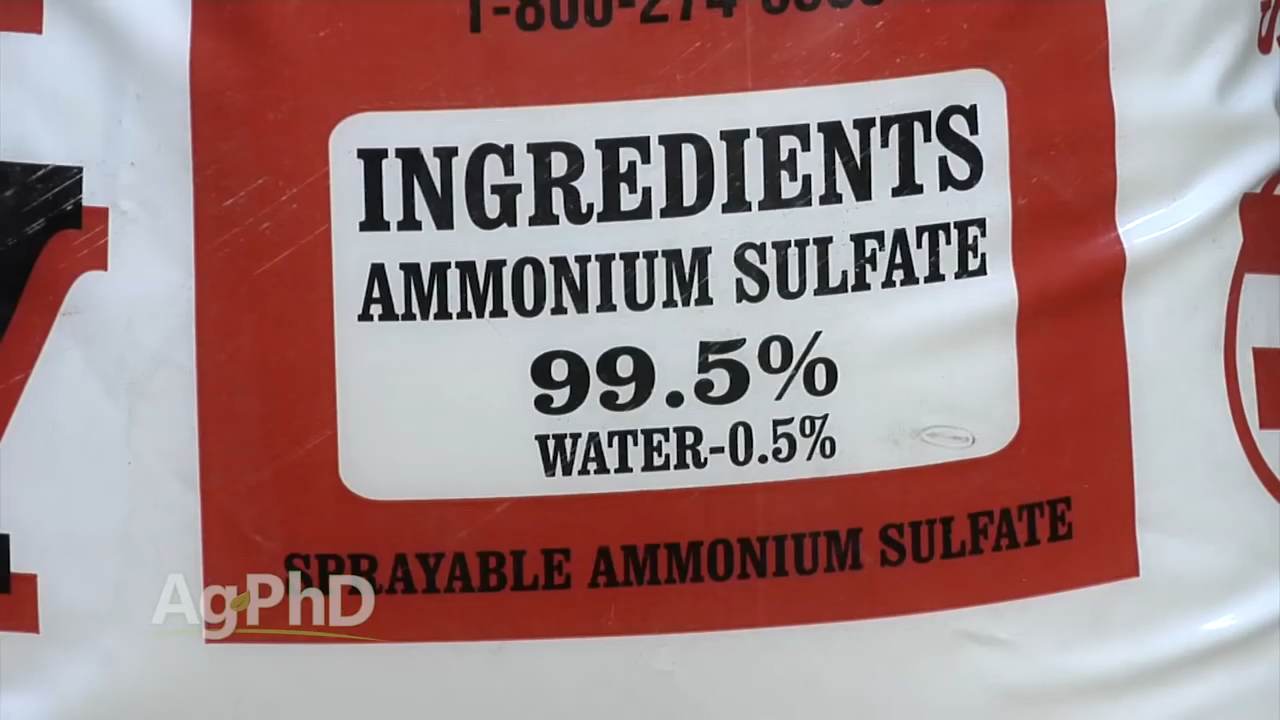 INGREDIENTS
AMMONIUM SULFATE
99.5%
WATER-0.5%
SPRAYABLE AMMONIUM SULFATE
AgPhD